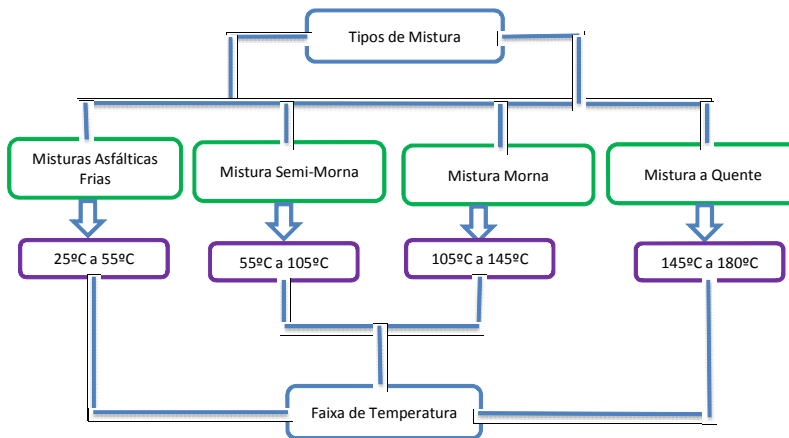 Tipos de Mistura
Misturas Asfálticas
Frias
Mistura Semi-Morna
Mistura Morna
Mistura a Quente
25ºC a 55ºC
55ºC a 105ºC
105ºC a 145ºC
145ºC a 180ºC
Faixa de Temperatura